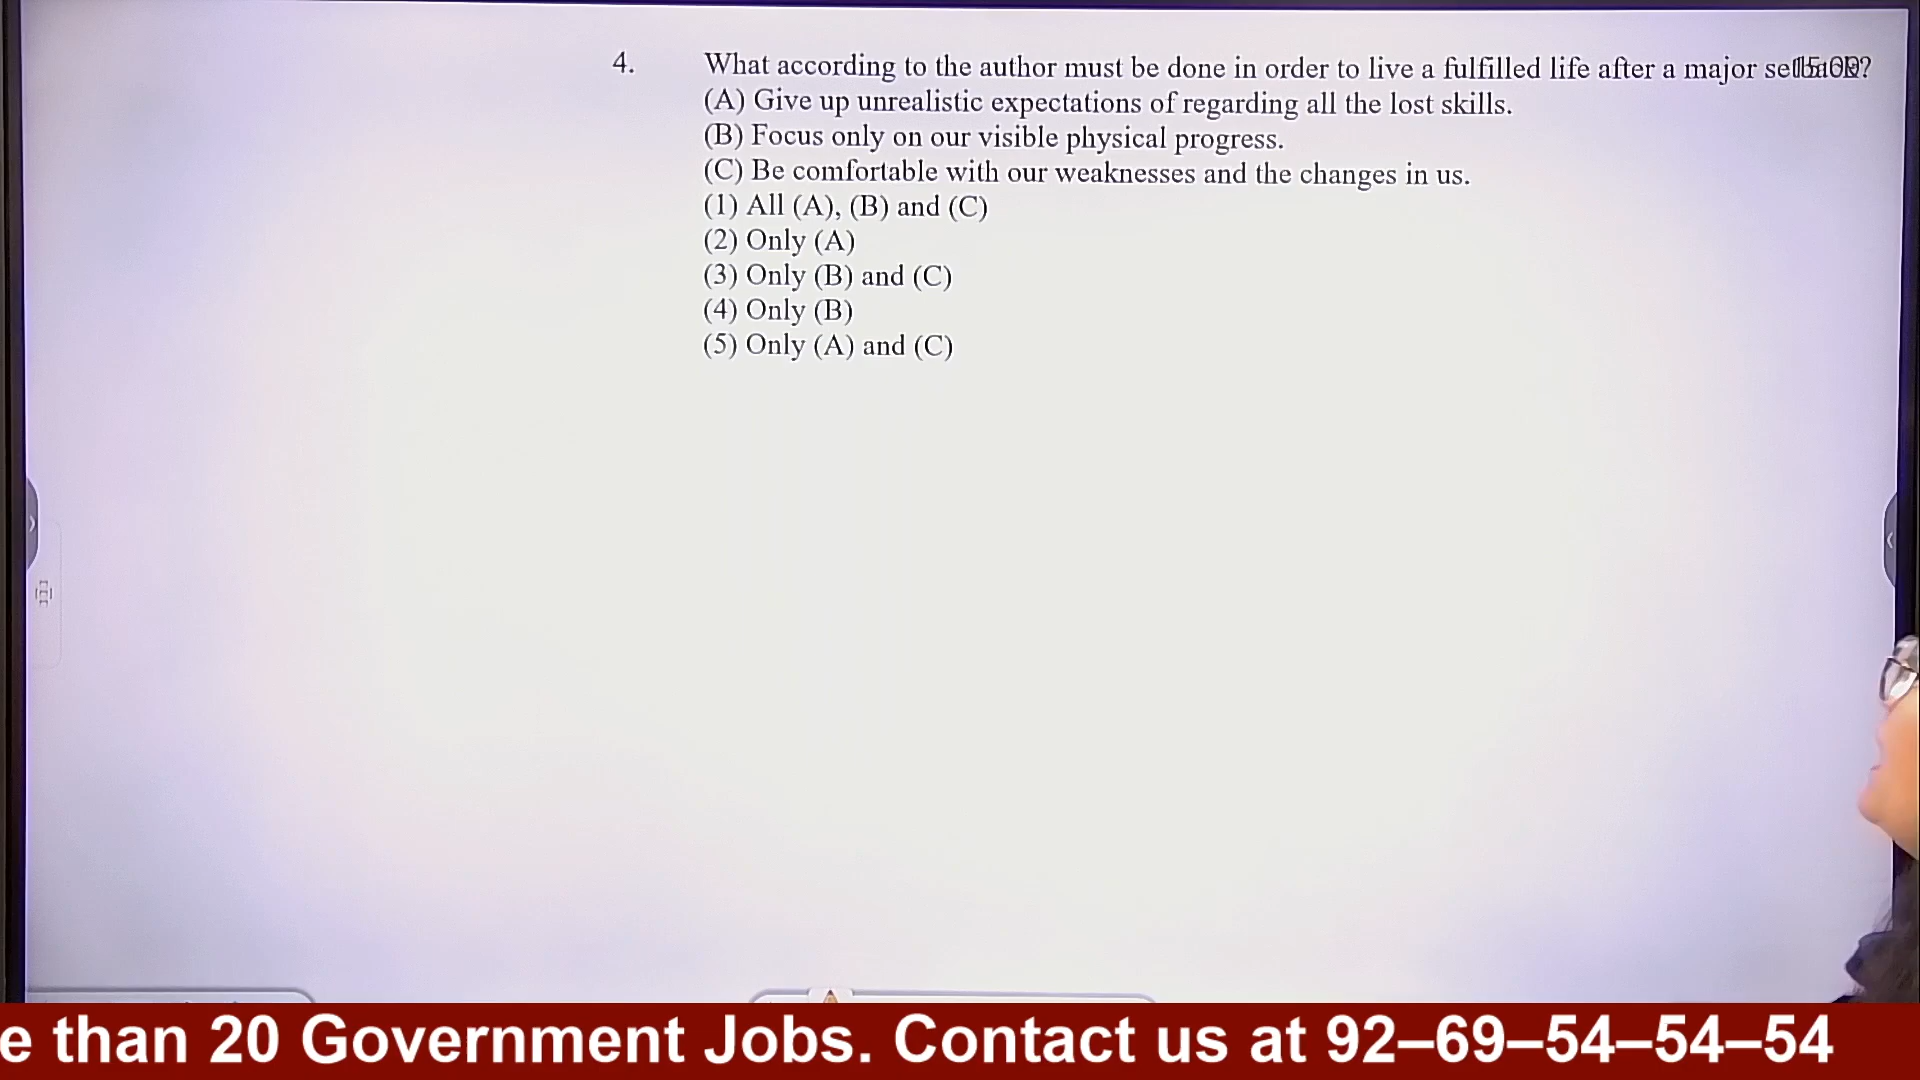 4. What according to the author must be done in order to live a fulfilled life after a major
(A) Give up unrealistic expectations of regarding all the lost skills.
(B) Focus only on our visible physical progress.
(C) Be comfortable with our weaknesses and the changes in us.
(1) All (A), (B) and (C)
(2) Only (A)
(3) Only (B) and (C)
(4) Only (B)
(5) Only (A) and (C)
e than 20 Government Jobs. Contact us at 92–69–54–54–54